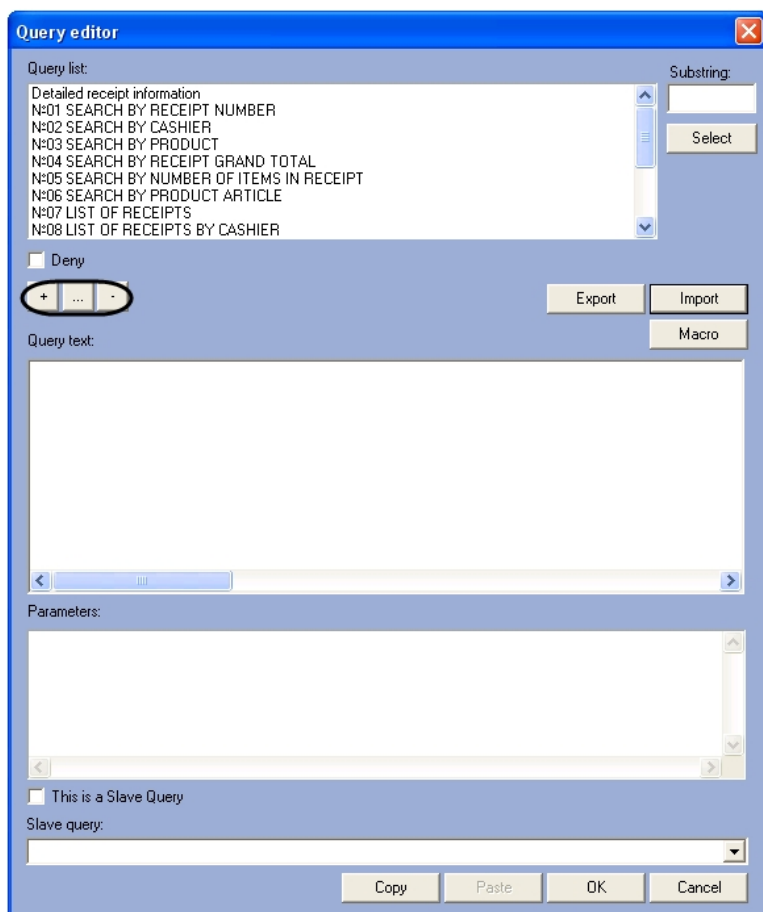 Query editor
Query list:
Substring:
Detailed receipt information
№01 SEARCH BY RECEIPT NUMBER
№02 SEARCH BY CASHIER
№03 SEARCH BY PRODUCT
Select
№04 SEARCH BY RECEIPT GRAND TOTAL
№05 SEARCH BY NUMBER OF ITEMS IN RECEIPT
№06 SEARCH BY PRODUCT ARTICLE
№07 LIST OF RECEIPTS
№08 LIST OF RECEIPTS BY CASHIER
Deny
+ ... -
Export Import
Macro
Query text:
Parameters:
This is a Slave Query
Slave query:
Copy Paste OK Cancel